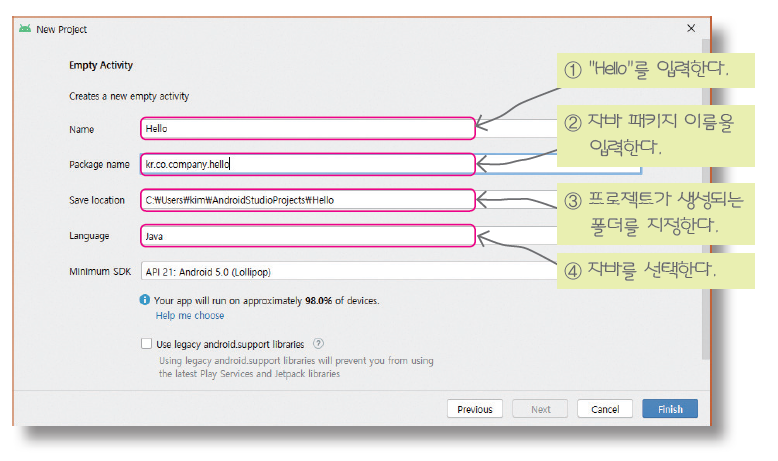 New Project
Empty Activity
Creates a new empty activity
Name
Hello
Package name
kr.co.company.hello
Save location
C:₩Users₩kim₩AndroidStudioProjects₩Hello
Language
Java
Minimum SDK
API 21: Android 5.0 (Lollipop)
Your app will run on approximately 98.0% of devices.
Help me choose
Use legacy android.support libraries
Using legacy android.support libraries will prevent you from using
the latest Play Services and Jetpack libraries
Previous
Next
Cancel
Finish
① "Hello"를 입력한다.
② 자바 패키지 이름을
입력한다.
③ 프로젝트가 생성되는
폴더를 지정한다.
④ 자바를 선택한다.